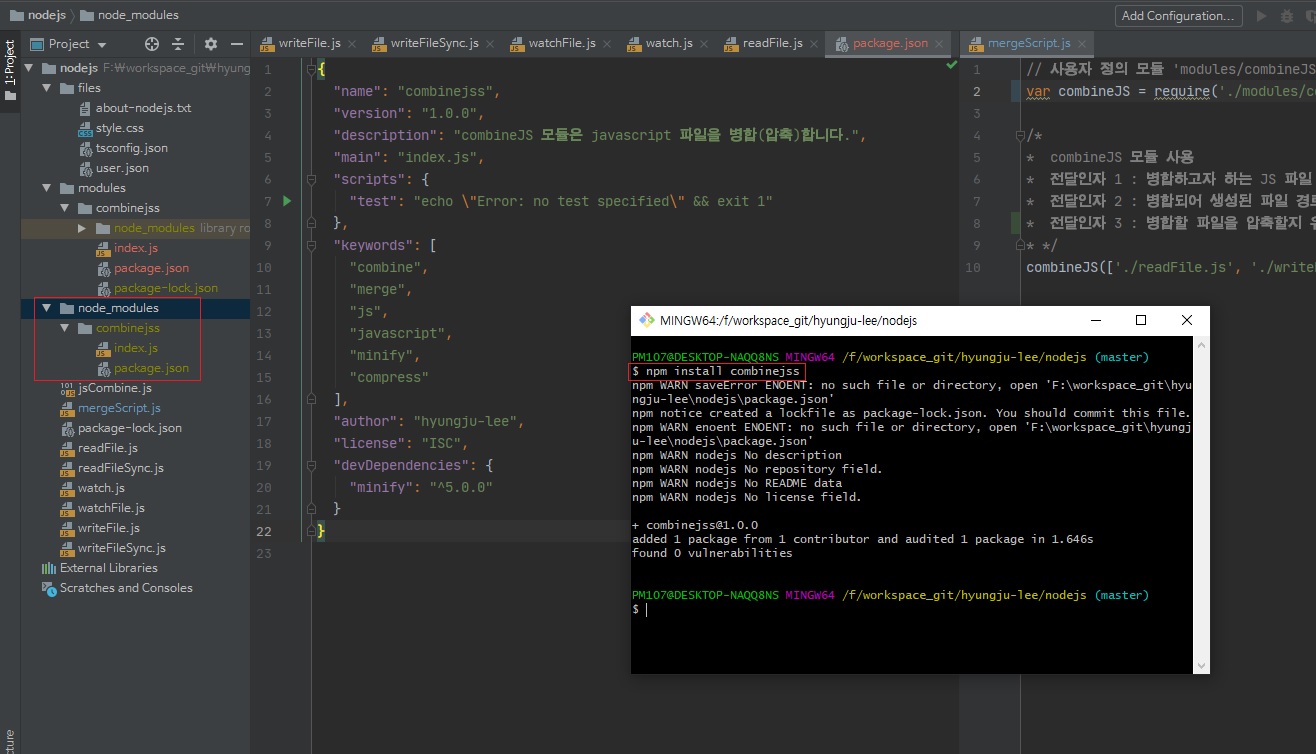 nodejs
node_modules
Add Configuration...
1: Project
Project
writeFile.js
writeFileSync.js
watchFile.js
watch.js
readFile.js
package.json
mergeScript.js
nodejs F:₩workspace_git₩hyung
files
about-nodejs.txt
style.css
tsconfig.json
user.json
modules
combinejss
node_modules library ro
index.js
package.json
package-lock.json
node_modules
combinejss
index.js
package.json
jsCombine.js
mergeScript.js
package-lock.json
readFile.js
readFileSync.js
watch.js
watchFile.js
writeFile.js
writeFileSync.js
External Libraries
Scratches and Consoles
1 {
2 "name": "combinejss",
3 "version": "1.0.0",
4 "description": "combineJS 모듈은 javascript 파일을 병합(압축)합니다.",
5 "main": "index.js",
6 "scripts": {
7 "test": "echo \"Error: no test specified\" && exit 1"
8 },
9 "keywords": [
10 "combine",
11 "merge",
12 "js",
13 "javascript",
14 "minify",
15 "compress"
16 ],
17 "author": "hyungju-lee",
18 "license": "ISC",
19 "devDependencies": {
20 "minify": "^5.0.0"
21 }
22 }
23
1 // 사용자 정의 모듈 'modules/combineJS
2 var combineJS = require('./modules/co
3
4 /*
5 * combineJS 모듈 사용
6 * 전달인자 1 : 병합하고자 하는 JS 파일
7 * 전달인자 2 : 병합되어 생성된 파일 경로
8 * 전달인자 3 : 병합할 파일을 압축할지
9 * */
10 combineJS(['./readFile.js', './write
MINGW64:/f/workspace_git/hyungju-lee/nodejs
PM107@DESKTOP-NAQQ8NS MINGW64 /f/workspace_git/hyungju-lee/nodejs (master)
$ npm install combinejss
npm WARN saveError ENOENT: no such file or directory, open 'F:\workspace_git\hyu
ngju-lee\nodejs\package.json'
npm notice created a lockfile as package-lock.json. You should commit this file.
npm WARN enoent ENOENT: no such file or directory, open 'F:\workspace_git\hyungj
u-lee\nodejs\package.json'
npm WARN nodejs No description
npm WARN nodejs No repository field.
npm WARN nodejs No README data
npm WARN nodejs No license field.
+ combinejss@1.0.0
added 1 package from 1 contributor and audited 1 package in 1.646s
found 0 vulnerabilities
PM107@DESKTOP-NAQQ8NS MINGW64 /f/workspace_git/hyungju-lee/nodejs (master)
$
cture